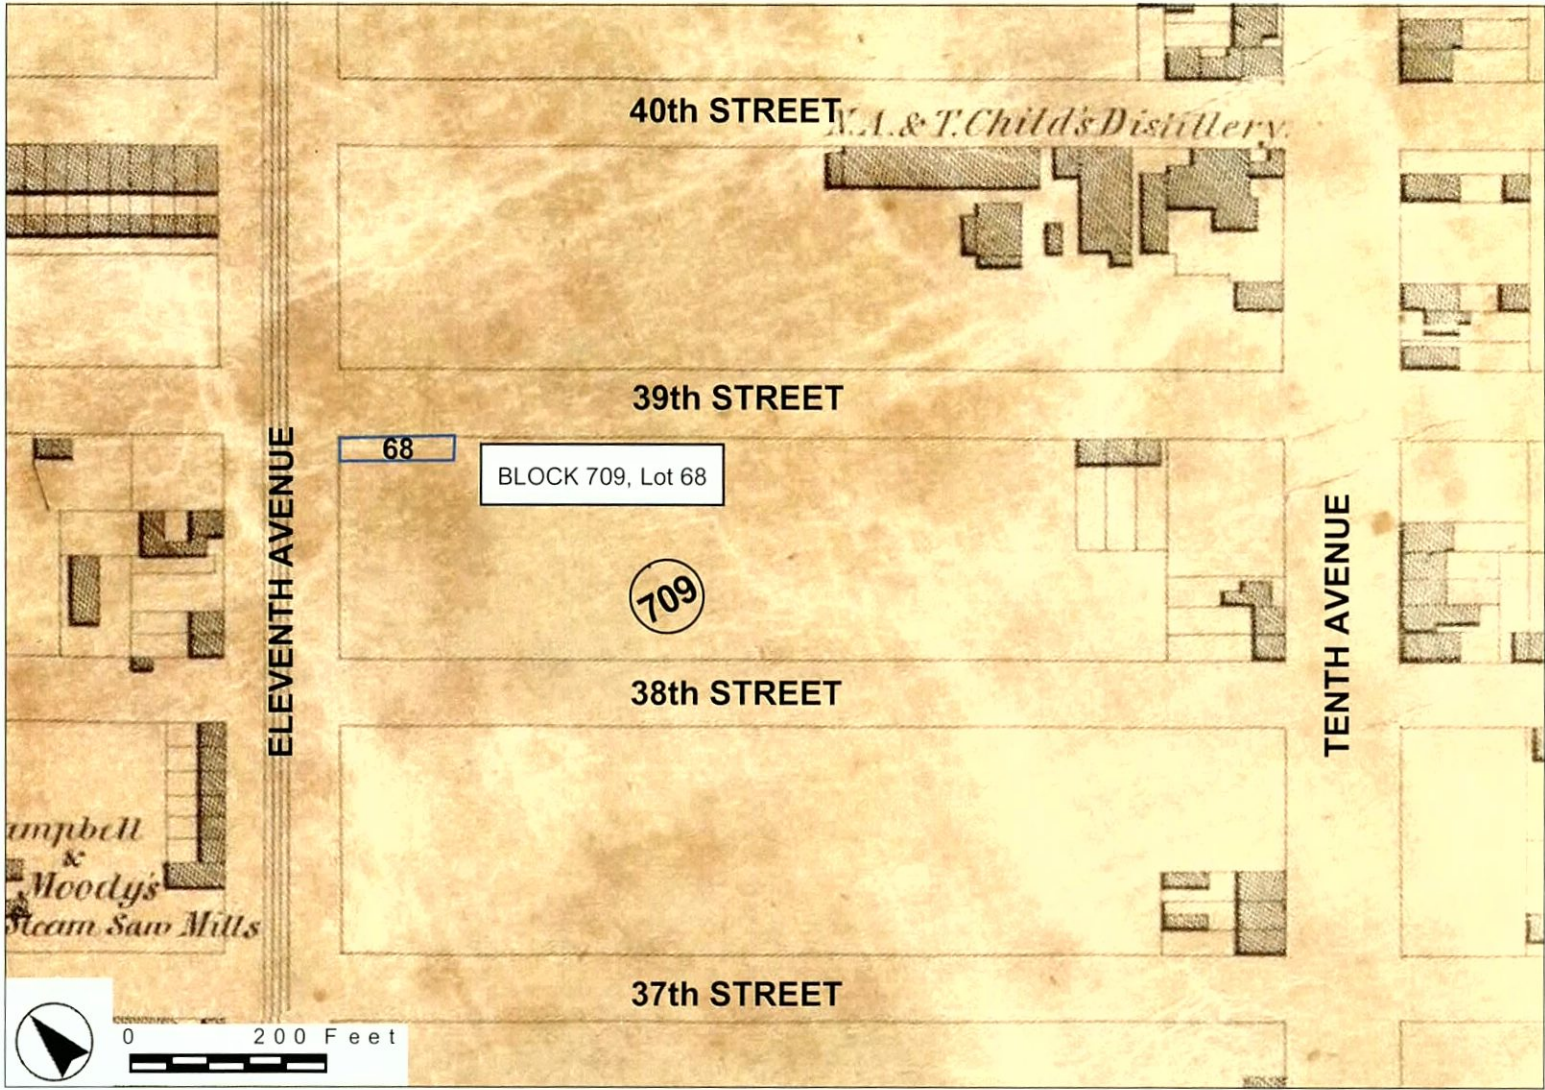 40th STREET
N.A. & T. Child's Distillery.
39th STREET
68
BLOCK 709, Lot 68
ELEVENTH AVENUE
709
TENTH AVENUE
38th STREET
ampbell
&
Moody's
Steam Saw Mills
37th STREET
0 200 Feet